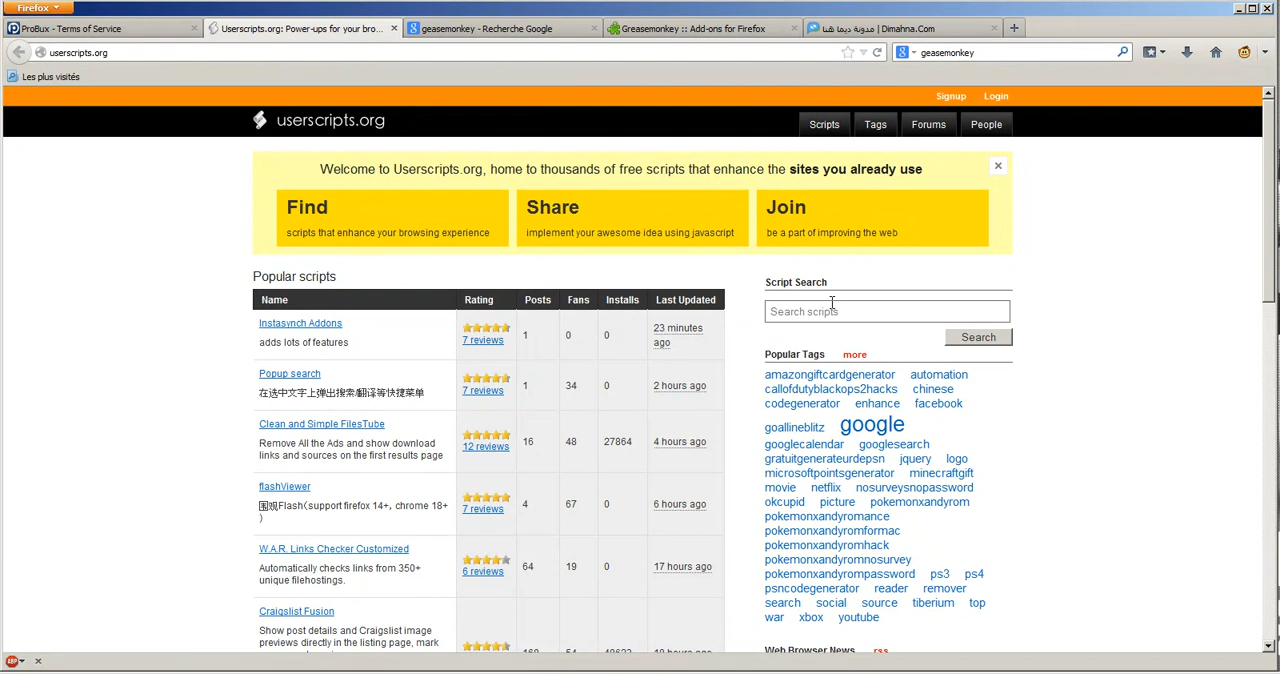 Firefox
ProBux - Terms of Service
Userscripts.org: Power-ups for your bro...
geasemonkey - Recherche Google
Greasemonkey :: Add-ons for Firefox
مدونة ديما هنا | Dimahna.Com
userscripts.org
geasemonkey
Les plus visités
Signup Login
userscripts.org
Scripts Tags Forums People
Welcome to Userscripts.org, home to thousands of free scripts that enhance the sites you already use
Find
scripts that enhance your browsing experience
Share
implement your awesome idea using javascript
Join
be a part of improving the web
Popular scripts
Name Rating Posts Fans Installs Last Updated
Instasynch Addons
adds lots of features
7 reviews
1 0 0 23 minutes
ago
Popup search
在选中文字上弹出搜索/翻译等快捷菜单
7 reviews
1 34 0 2 hours ago
Clean and Simple FilesTube
Remove All the Ads and show download
links and sources on the first results page
12 reviews
16 48 27864 4 hours ago
flashViewer
围观Flash(support firefox 14+, chrome 18+
)
7 reviews
4 67 0 6 hours ago
W.A.R. Links Checker Customized
Automatically checks links from 350+
unique filehostings.
6 reviews
64 19 0 17 hours ago
Craigslist Fusion
Show post details and Craigslist image
previews directly in the listing page, mark
Script Search
Search scripts
Search
Popular Tags more
amazongiftcardgenerator automation
callofdutyblackops2hacks chinese
codegenerator enhance facebook
goallineblitz google
googlecalendar googlesearch
gratuitgenerateurdepsn jquery logo
microsoftpointsgenerator minecraftgift
movie netflix nosurveysnopassword
okcupid picture pokemonxandyrom
pokemonxandyromance
pokemonxandyromformac
pokemonxandyromhack
pokemonxandyromnosurvey
pokemonxandyrompassword ps3 ps4
psncodegenerator reader remover
search social source tiberium top
war xbox youtube
Web Browser News rss
ABP